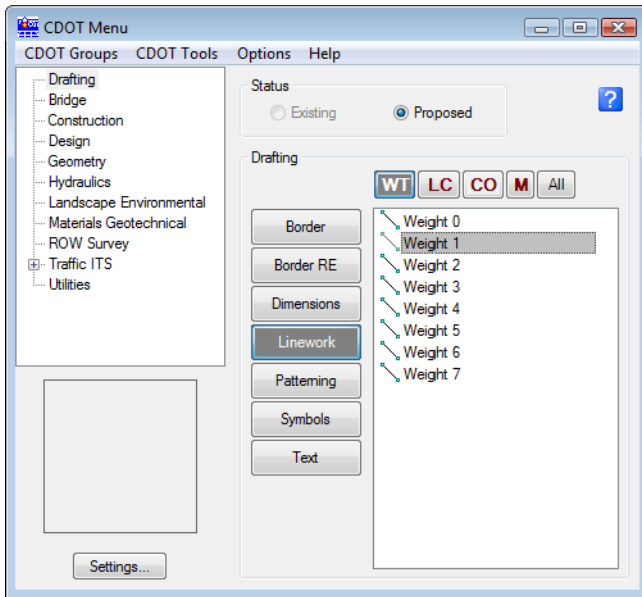 CDOT Menu
CDOT Groups CDOT Tools Options Help
Drafting
Bridge
Construction
Design
Geometry
Hydraulics
Landscape Environmental
Materials Geotechnical
ROW Survey
Traffic ITS
Utilities
Settings...
Status
Existing Proposed
?
Drafting
WT LC CO M All
Border
Border RE
Dimensions
Linework
Patterning
Symbols
Text
Weight 0
Weight 1
Weight 2
Weight 3
Weight 4
Weight 5
Weight 6
Weight 7